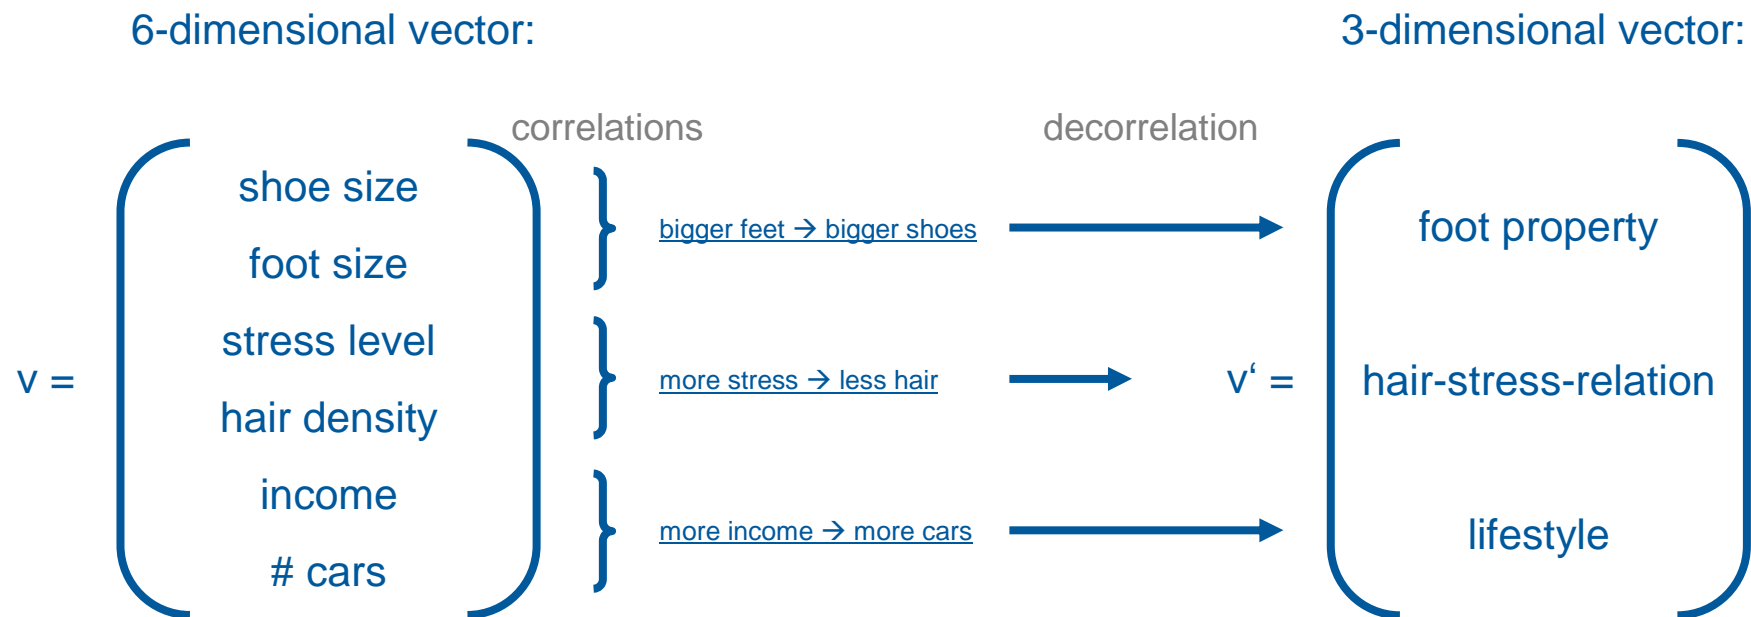 6-dimensional vector:
3-dimensional vector:
correlations
decorrelation
shoe size
foot size
stress level
hair density
income
# cars
v =
bigger feet → bigger shoes
more stress → less hair
more income → more cars
v‘ =
foot property
hair-stress-relation
lifestyle